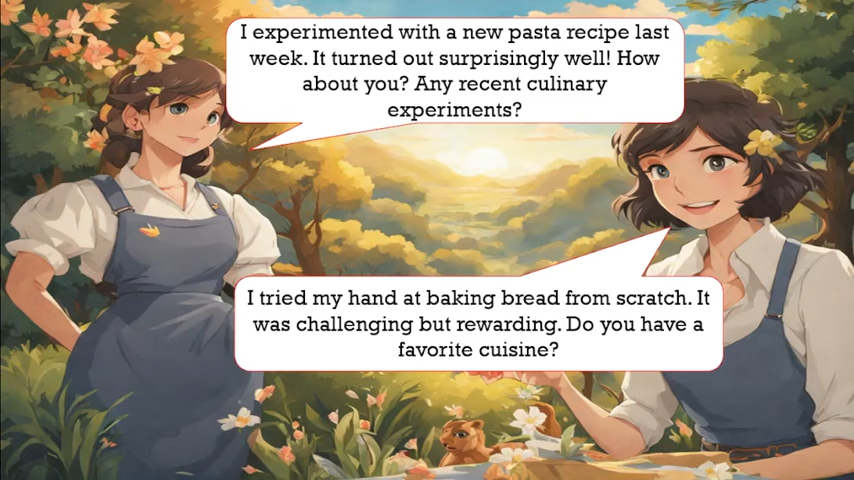 I experimented with a new pasta recipe last
week. It turned out surprisingly well! How
about you? Any recent culinary
experiments?
I tried my hand at baking bread from scratch. It
was challenging but rewarding. Do you have a
favorite cuisine?